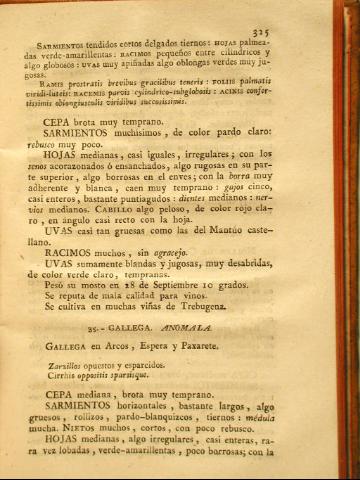 325
SARMIENTOS tendidos cortos delgados tiernos: HOJAS palmea-
das verde-amarillentas: RACIMOS pequeños entre cilíndricos y
algo globosos: UVAS muy apiñadas algo oblongas verdes muy ju-
gosas.
RAMIS prostratis brevibus gracilibus teneris: FOLIIS palmatis
viridi-luteis: RACEMIS parvis cylindrico-subglobosis: ACINIS confer-
tissimis oblongiusculis viridibus succosissimis.
CEPA brota muy temprano.
SARMIENTOS muchísimos, de color pardo claro:
rebusco muy poco.
HOJAS medianas, casi iguales, irregulares; con los
senos acorazonados ó ensanchados, algo rugosas en su par-
te superior, algo borrosas en el enves; con la borra muy
adherente y blanca, caen muy temprano: gajos cinco,
casi enteros, bastante puntiagudos: dientes medianos: ner-
vios medianos. CABILLO algo peloso, de color rojo cla-
ro, en ángulo casi recto con la hoja.
UVAS casi tan gruesas como las del Mantúo caste-
llano.
RACIMOS muchos, sin agracejo.
UVAS sumamente blandas y jugosas, muy desabridas,
de color verde claro, tempranas.
Pesó su mosto en 28 de Septiembre 10 grados.
Se reputa de mala calidad para vinos.
Se cultiva en muchas viñas de Trebugena.
35.- GALLEGA. ANOMALA.
GALLEGA en Arcos, Espera y Paxarete.
Zarcillos opuestos y esparcidos.
Cirrhis oppositis sparsisque.
CEPA mediana, brota muy temprano.
SARMIENTOS horizontales, bastante largos, algo
gruesos, rollizos, pardo-blanquizcos, tiernos: médula
mucha. NIETOS muchos, cortos, con poco rebusco.
HOJAS medianas, algo irregulares, casi enteras, ra-
ra vez lobadas, verde-amarillentas, poco borrosas; con la